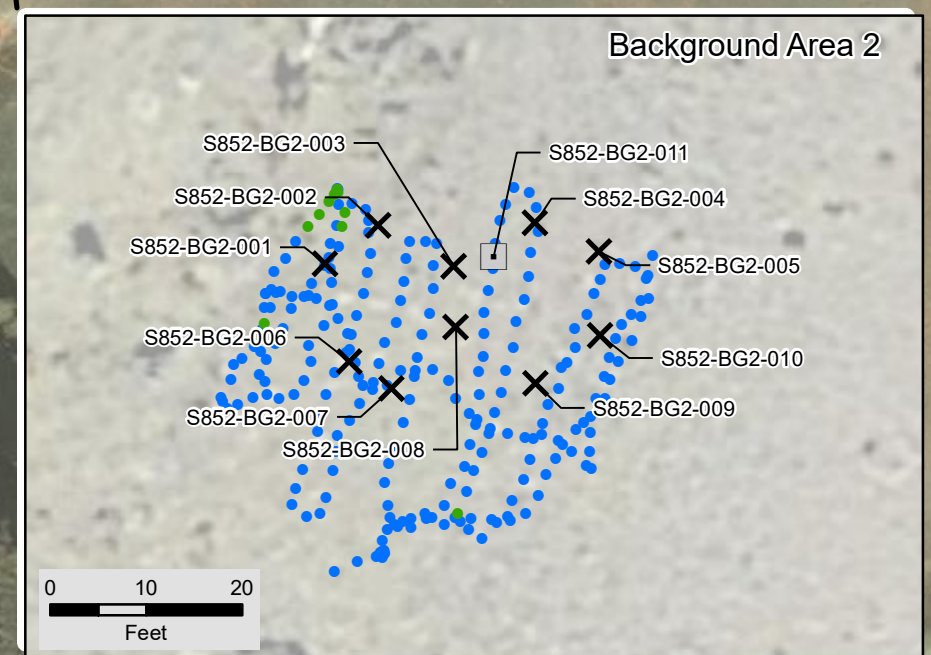 Background Area 2
S852-BG2-003
S852-BG2-011
S852-BG2-002
S852-BG2-004
S852-BG2-001
S852-BG2-005
S852-BG2-006
S852-BG2-010
S852-BG2-007
S852-BG2-009
S852-BG2-008
0 10 20
Feet